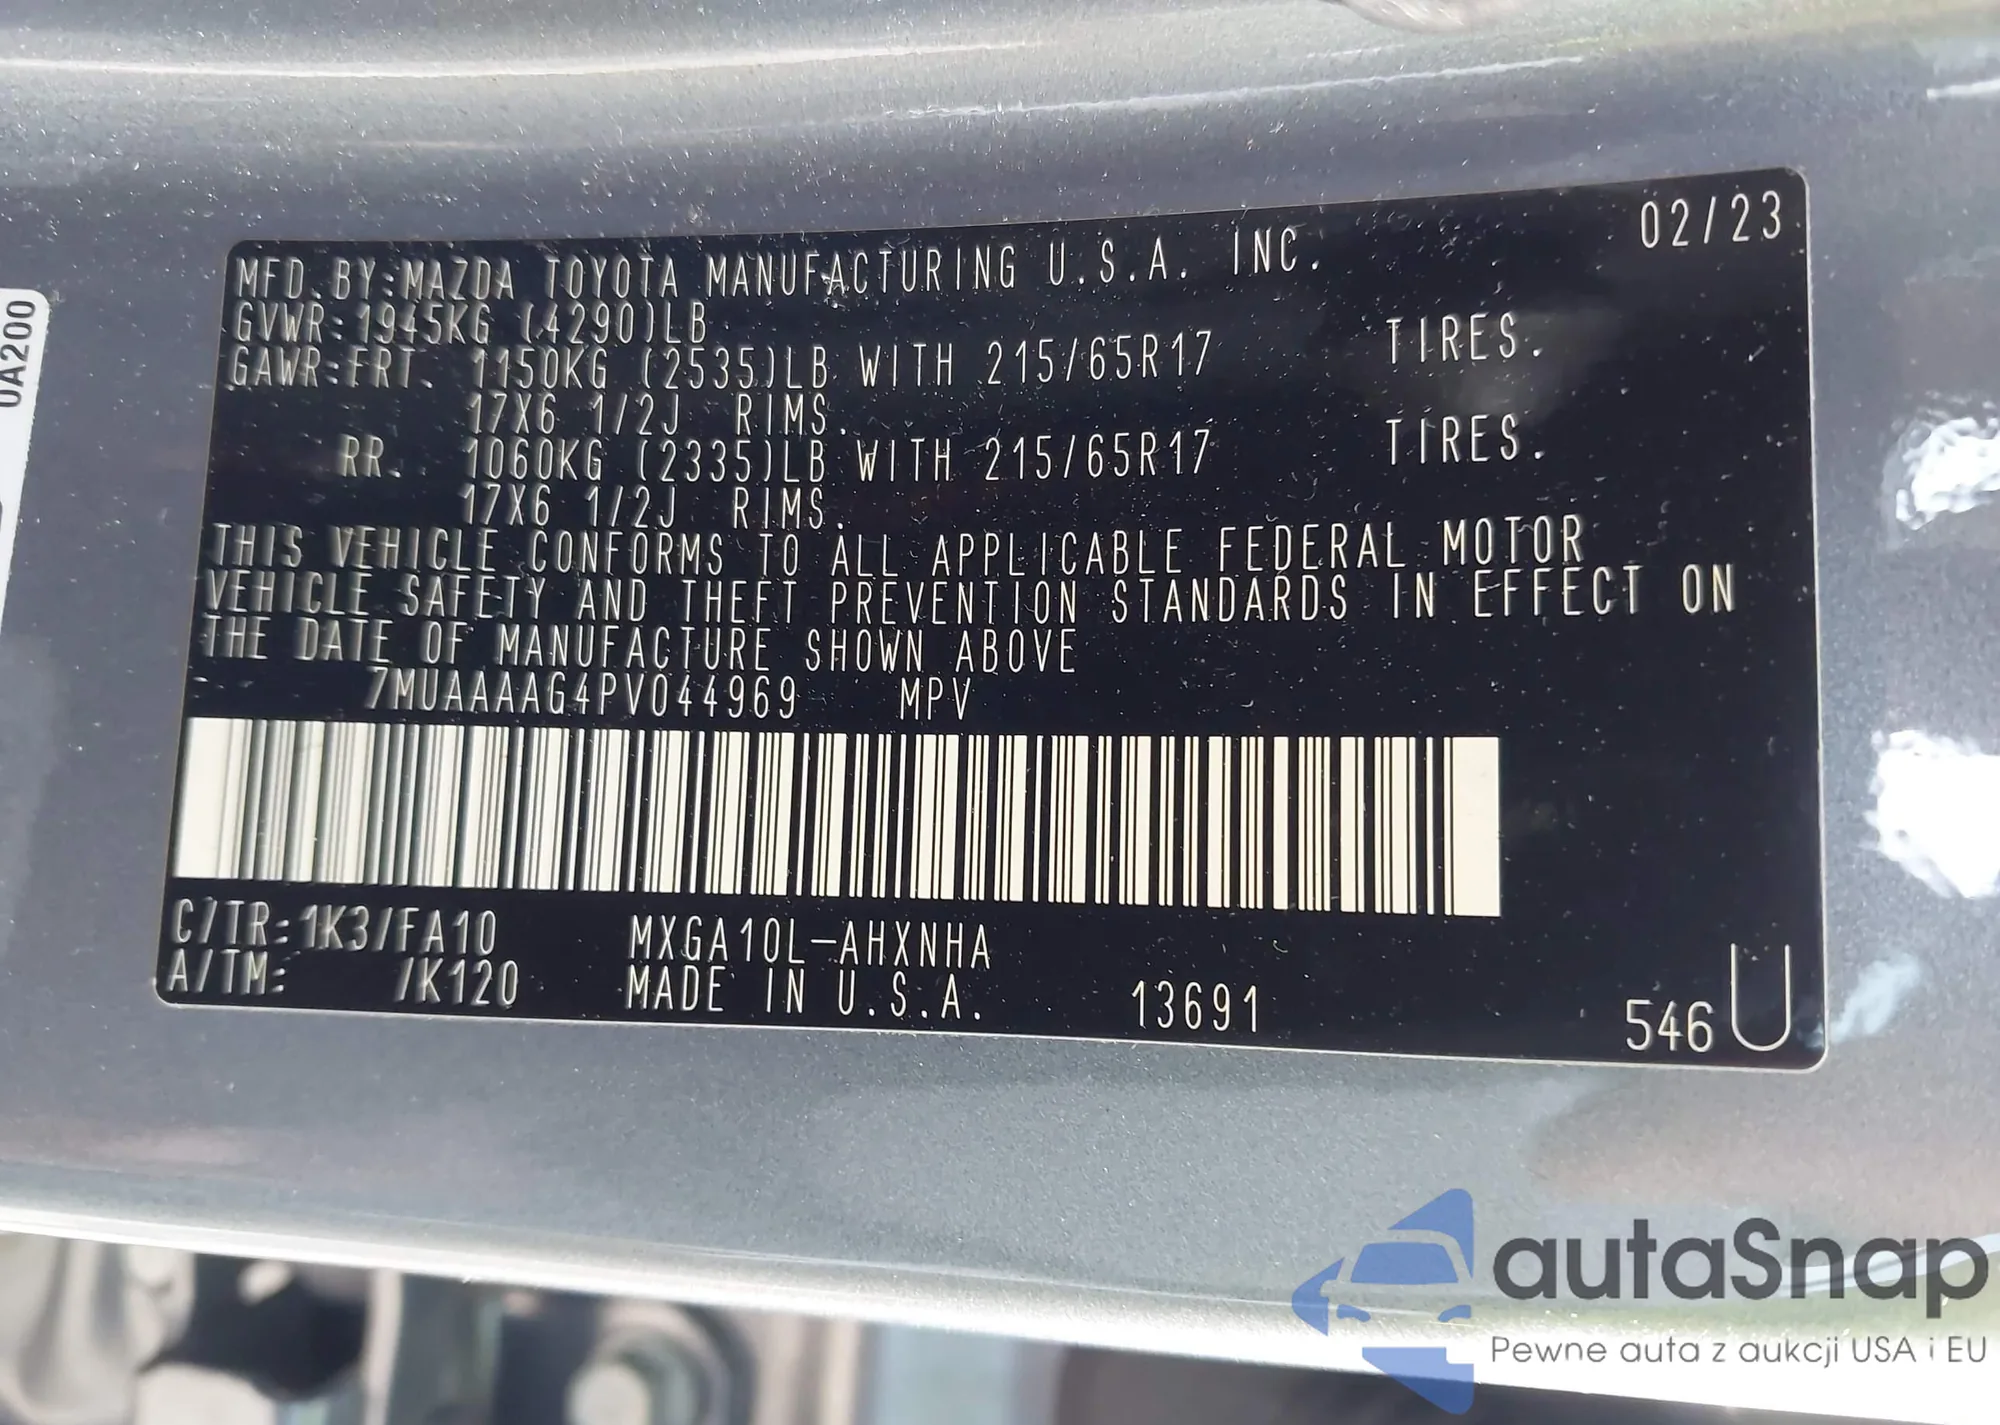 0A200
02/23
MFD. BY:MAZDA TOYOTA MANUFACTURING U.S.A. INC.
GVWR:1945KG (4290)LB
GAWR:FRT. 1150KG (2535)LB WITH 215/65R17 TIRES.
17X6 1/2J RIMS.
RR. 1060KG (2335)LB WITH 215/65R17 TIRES.
17X6 1/2J RIMS.
THIS VEHICLE CONFORMS TO ALL APPLICABLE FEDERAL MOTOR
VEHICLE SAFETY AND THEFT PREVENTION STANDARDS IN EFFECT ON
THE DATE OF MANUFACTURE SHOWN ABOVE
7MUAAAAG4PV044969 MPV
C/TR:1K3/FA10 MXGA10L-AHXNHA
A/TM: /K120 MADE IN U.S.A. 13691 546U
autaSnap
Pewne auta z aukcji USA i EU